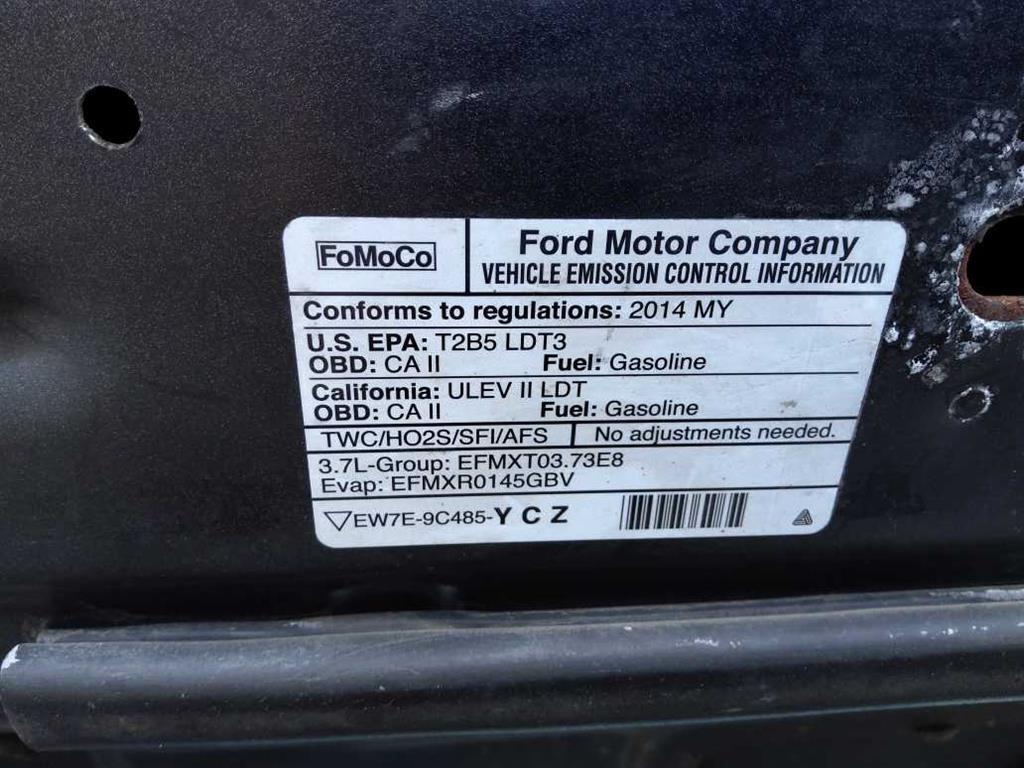 FoMoCo
Ford Motor Company
VEHICLE EMISSION CONTROL INFORMATION
Conforms to regulations: 2014 MY
U.S. EPA: T2B5 LDT3
OBD: CA II Fuel: Gasoline
California: ULEV II LDT
OBD: CA II Fuel: Gasoline
TWC/HO2S/SFI/AFS No adjustments needed.
3.7L-Group: EFMXT03.73E8
Evap: EFMXR0145GBV
EW7E-9C485-Y C Z